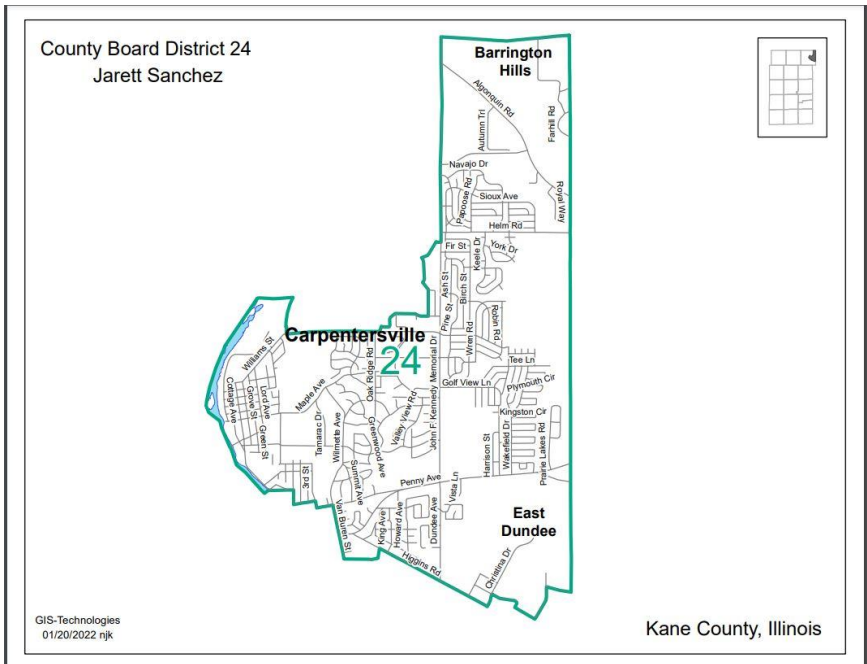 County Board District 24
Jarett Sanchez
Barrington
Hills
Algonquin Rd
Autumn Trl
Farhill Rd
Navajo Dr
Papoose Rd
Sioux Ave
Royal Way
Helm Rd
Fir St
Keele Dr
York Dr
Ash St
Birch St
Pine St
Wren Rd
Robin Rd
Carpentersville
24
Williams St
Oak Ridge Rd
John F. Kennedy Memorial Dr
Tee Ln
Golf View Ln
Plymouth Cir
Cottage Ave
Grove St
Lord Ave
Green St
Maple Ave
Tamarac Dr
Wilmette Ave
Greenwood Ave
Valley View Rd
Kingston Cir
Harrison St
Wakefield Dr
Prairie Lakes Rd
3rd St
Summit Ave
Penny Ave
Vista Ln
Van Buren St
King Ave
Howard Ave
Dundee Ave
East
Dundee
Higgins Rd
Christina Dr
GIS-Technologies
01/20/2022 njk
Kane County, Illinois